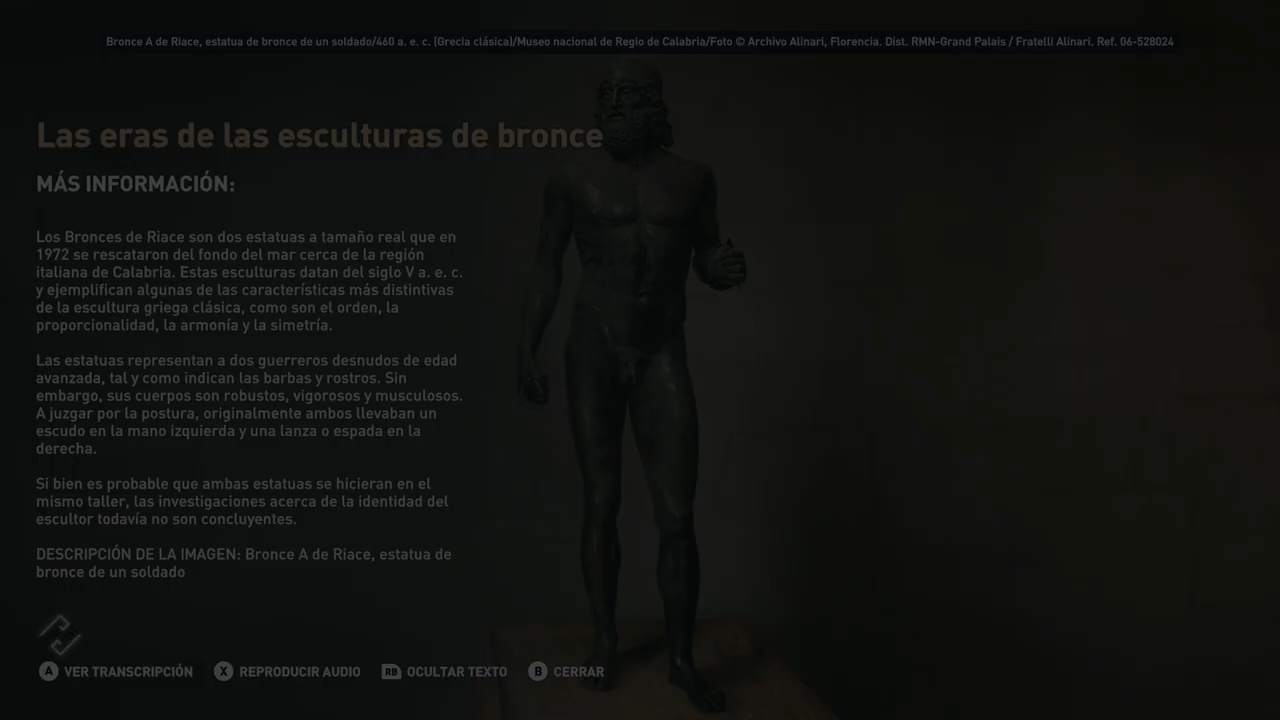 Bronce A de Riace, estatua de bronce de un soldado/460 a. e. c. (Grecia clásica)/Museo nacional de Regio de Calabria/Foto © Archivo Alinari, Florencia. Dist. RMN-Grand Palais / Fratelli Alinari. Ref. 06-528024
Las eras de las esculturas de bronce
MÁS INFORMACIÓN:
Los Bronces de Riace son dos estatuas a tamaño real que en
1972 se rescataron del fondo del mar cerca de la región
italiana de Calabria. Estas esculturas datan del siglo V a. e. c.
y ejemplifican algunas de las características más distintivas
de la escultura griega clásica, como son el orden, la
proporcionalidad, la armonía y la simetría.
Las estatuas representan a dos guerreros desnudos de edad
avanzada, tal y como indican las barbas y rostros. Sin
embargo, sus cuerpos son robustos, vigorosos y musculosos.
A juzgar por la postura, originalmente ambos llevaban un
escudo en la mano izquierda y una lanza o espada en la
derecha.
Si bien es probable que ambas estatuas se hicieran en el
mismo taller, las investigaciones acerca de la identidad del
escultor todavía no son concluyentes.
DESCRIPCIÓN DE LA IMAGEN: Bronce A de Riace, estatua de
bronce de un soldado
A VER TRANSCRIPCIÓN X REPRODUCIR AUDIO RB OCULTAR TEXTO B CERRAR